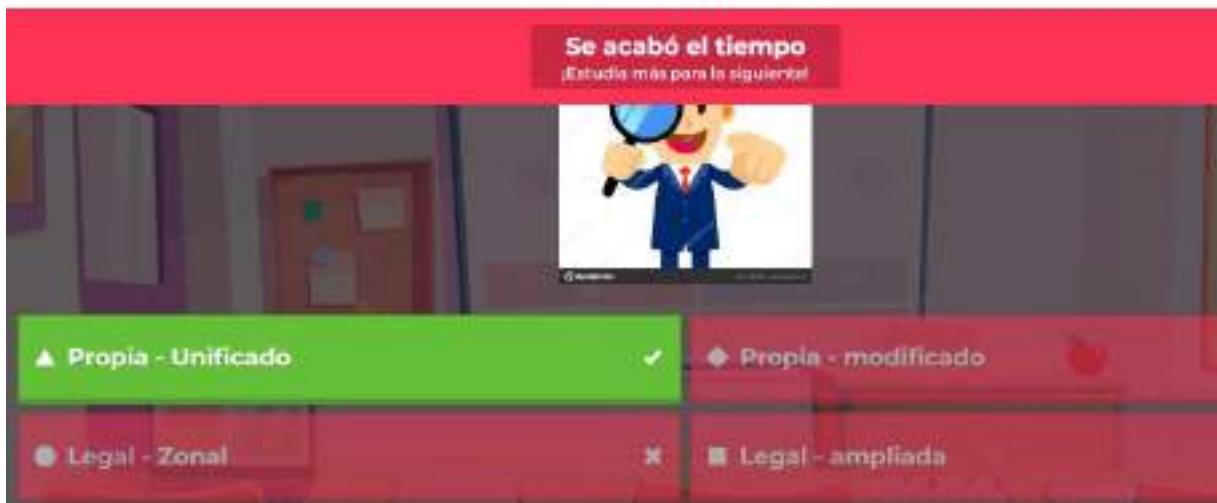 Se acabó el tiempo
¡Estudia más para la siguiente!
Propia - Unificado
Propia - modificado
Legal - Zonal
Legal - ampliada